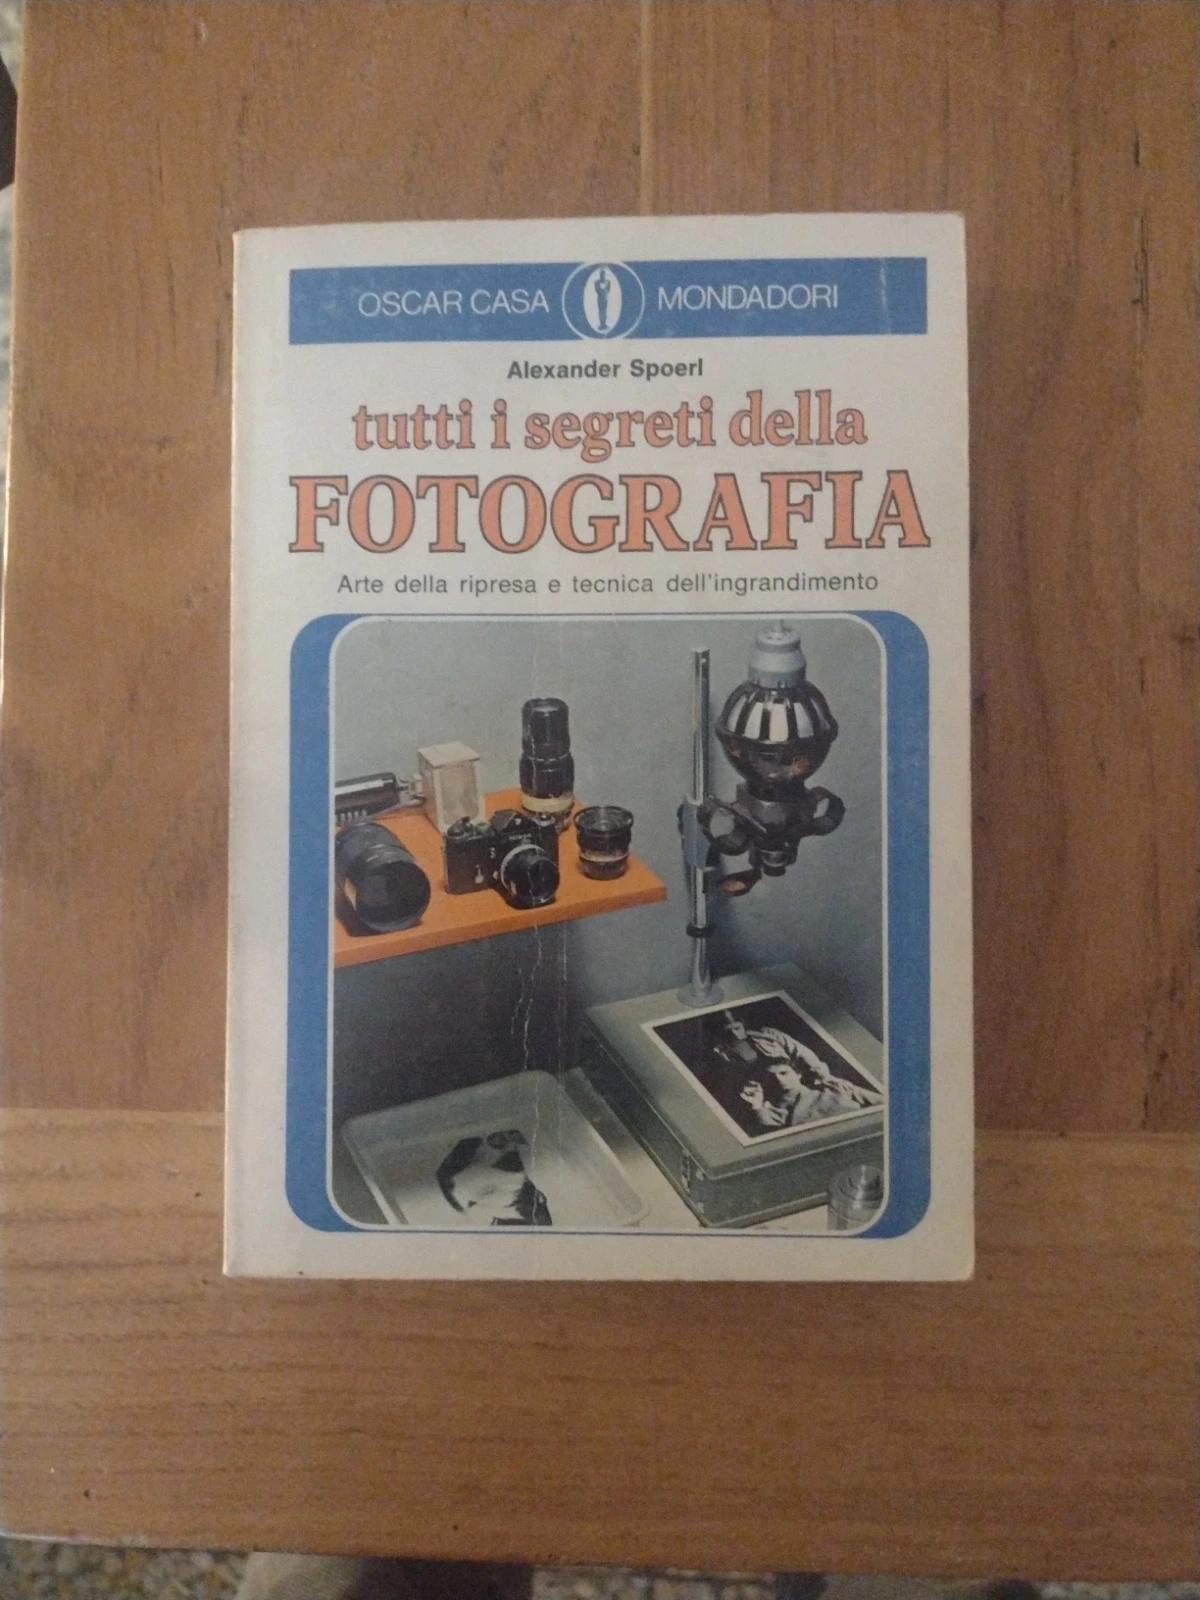 OSCAR CASA MONDADORI
Alexander Spoerl
tutti i segreti della
FOTOGRAFIA
Arte della ripresa e tecnica dell'ingrandimento